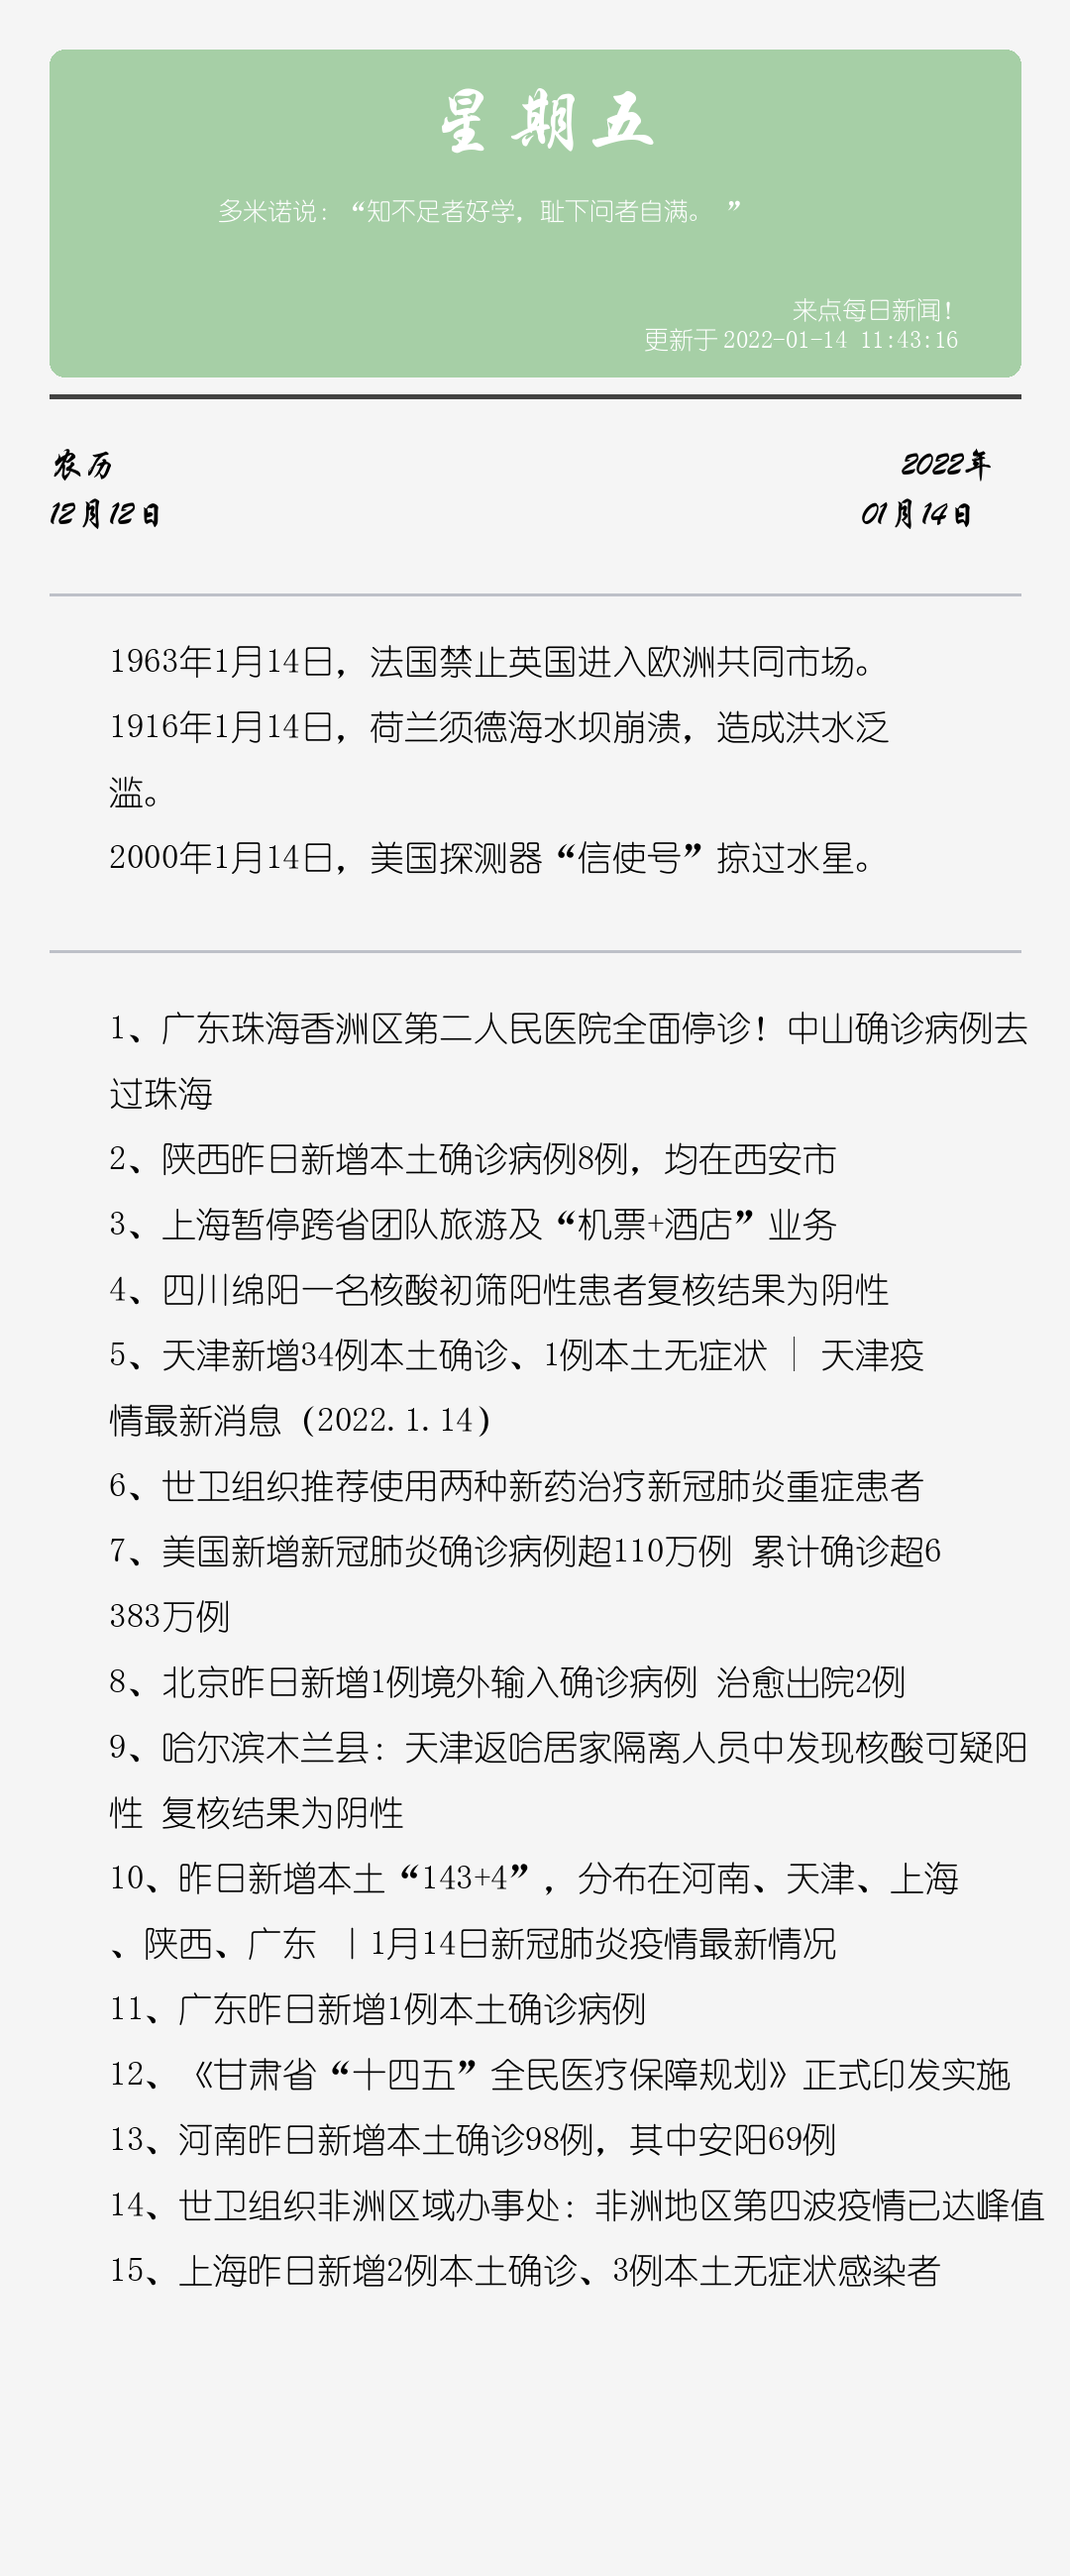 星期五
多米诺说：“知不足者好学，耻下问者自满。 ”
来点每日新闻！
更新于 2022-01-14 11:43:16
农历
2022年
12月12日
01月14日
1963年1月14日，法国禁止英国进入欧洲共同市场。
1916年1月14日，荷兰须德海水坝崩溃，造成洪水泛
滥。
2000年1月14日，美国探测器“信使号”掠过水星。
1、广东珠海香洲区第二人民医院全面停诊！中山确诊病例去
过珠海
2、陕西昨日新增本土确诊病例8例，均在西安市
3、上海暂停跨省团队旅游及“机票+酒店”业务
4、四川绵阳一名核酸初筛阳性患者复核结果为阴性
5、天津新增34例本土确诊、1例本土无症状 ｜ 天津疫
情最新消息（2022.1.14）
6、世卫组织推荐使用两种新药治疗新冠肺炎重症患者
7、美国新增新冠肺炎确诊病例超110万例 累计确诊超6
383万例
8、北京昨日新增1例境外输入确诊病例 治愈出院2例
9、哈尔滨木兰县：天津返哈居家隔离人员中发现核酸可疑阳
性 复核结果为阴性
10、昨日新增本土“143+4”，分布在河南、天津、上海
、陕西、广东 丨1月14日新冠肺炎疫情最新情况
11、广东昨日新增1例本土确诊病例
12、《甘肃省“十四五”全民医疗保障规划》正式印发实施
13、河南昨日新增本土确诊98例，其中安阳69例
14、世卫组织非洲区域办事处：非洲地区第四波疫情已达峰值
15、上海昨日新增2例本土确诊、3例本土无症状感染者